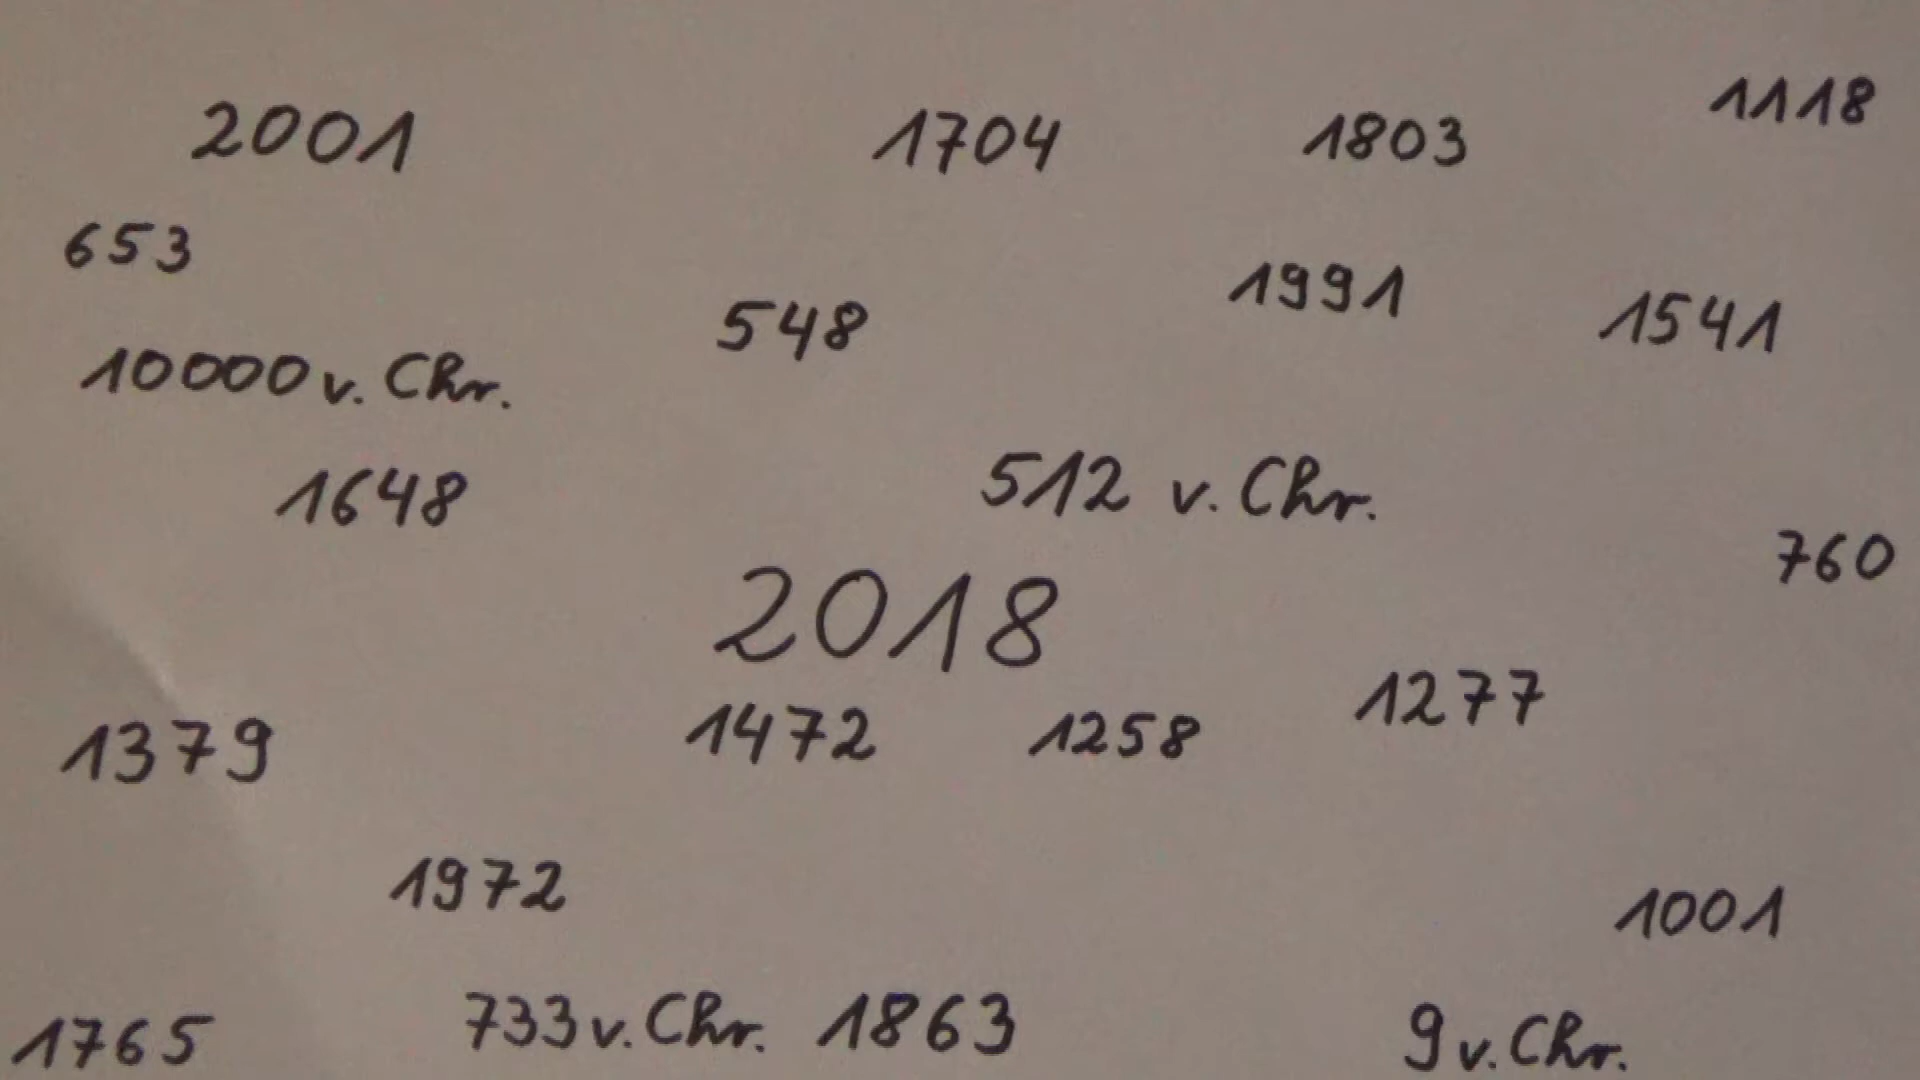 2001 1704 1803 1118
653 548 1991 1541
10000 v. Chr.
1648 512 v. Chr. 760
2018
1379 1472 1258 1277
1972 1001
1765 733 v. Chr. 1863 9 v. Chr.